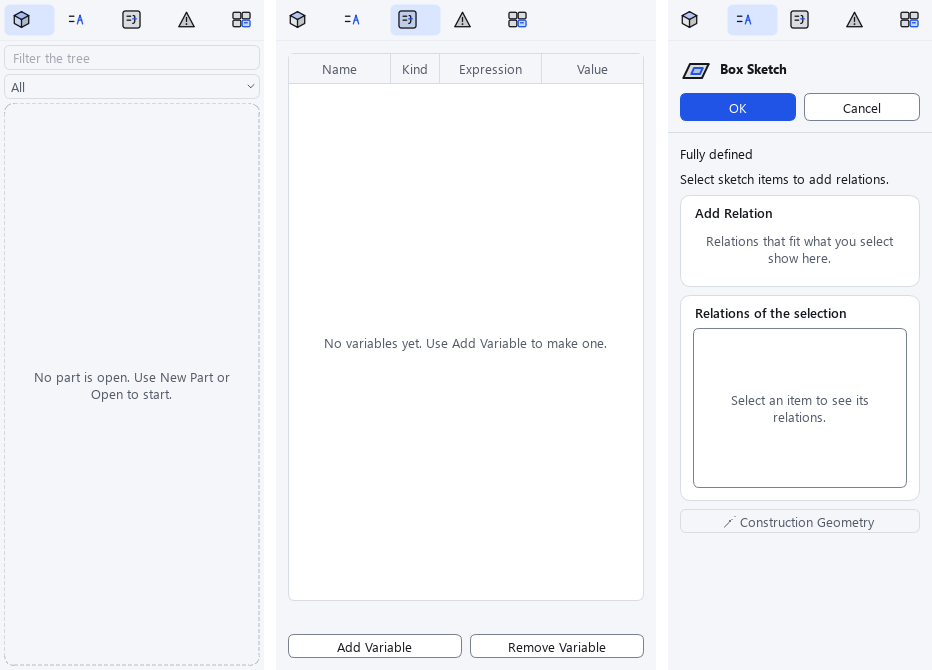 Filter the tree
All
No part is open. Use New Part or
Open to start.
Name
Kind
Expression
Value
No variables yet. Use Add Variable to make one.
Add Variable
Remove Variable
Box Sketch
OK
Cancel
Fully defined
Select sketch items to add relations.
Add Relation
Relations that fit what you select
show here.
Relations of the selection
Select an item to see its
relations.
Construction Geometry